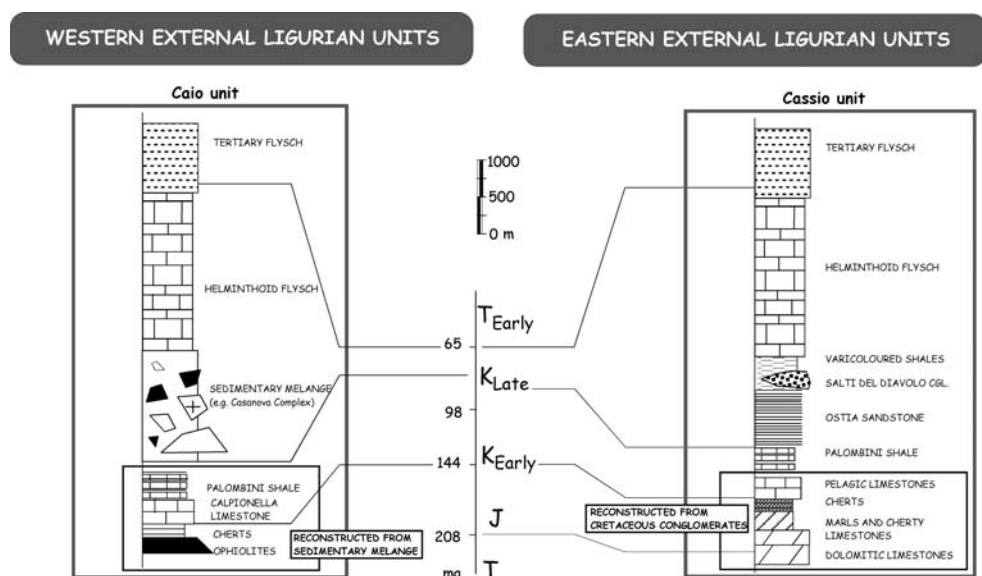 WESTERN EXTERNAL LIGURIAN UNITS
EASTERN EXTERNAL LIGURIAN UNITS
Caio unit
TERTIARY FLYSCH
HELMINTHOID FLYSCH
SEDIMENTARY MELANGE
(e.g. Casanova Complex)
PALOMBINI SHALE
CALPIONELLA
LIMESTONE
CHERTS
OPHIOLITES
RECONSTRUCTED FROM
SEDIMENTARY MELANGE
1000
500
0 m
T Early
65
K Late
98
144
K Early
J
208
ma
T
Cassio unit
TERTIARY FLYSCH
HELMINTHOID FLYSCH
VARICOLOURED SHALES
SALTI DEL DIAVOLO CGL.
OSTIA SANDSTONE
PALOMBINI SHALE
PELAGIC LIMESTONES
CHERTS
MARLS AND CHERTY
LIMESTONES
DOLOMITIC LIMESTONES
RECONSTRUCTED FROM
CRETACEOUS CONGLOMERATES